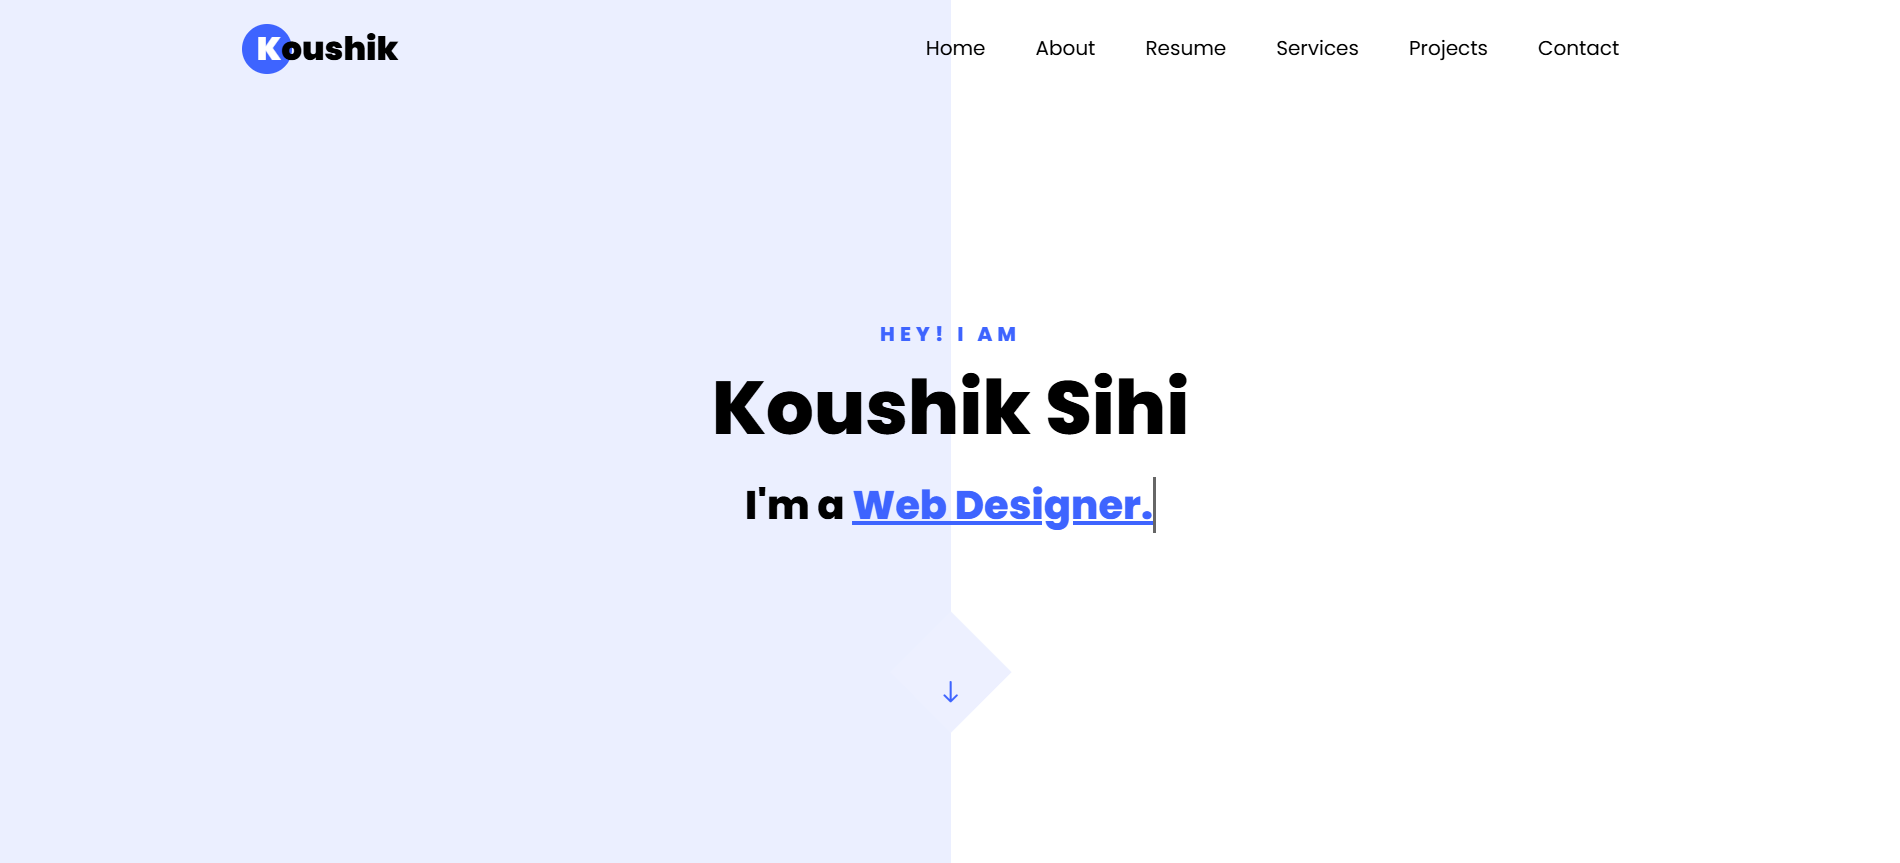 Koushik
Home About Resume Services Projects Contact
HEY! I AM
Koushik Sihi
I'm a Web Designer.